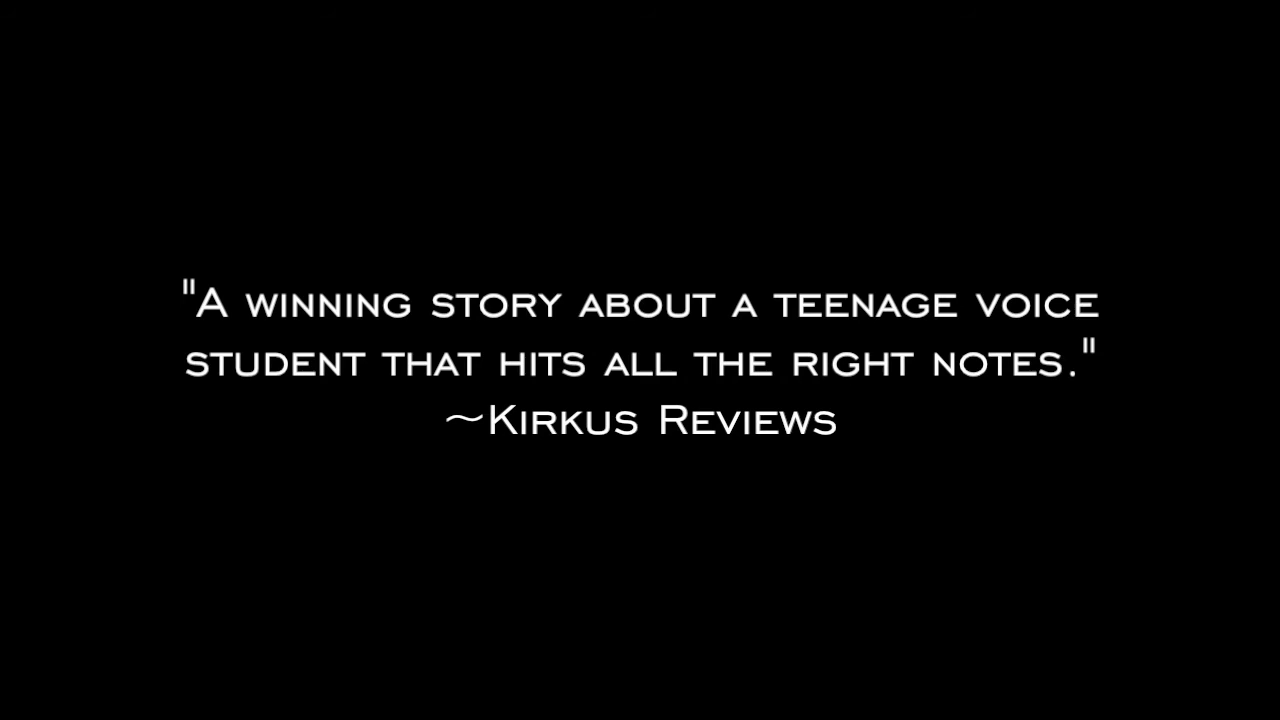 "A winning story about a teenage voice
student that hits all the right notes."
~Kirkus Reviews